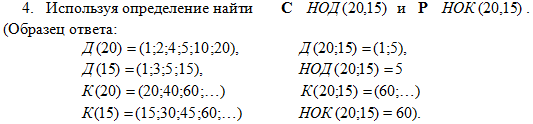 4. Используя определение найти С НОД (20,15) и Р НОК (20,15) .
(Образец ответа:
Д (20) = (1;2;4;5;10;20), Д(20;15) = (1;5),
Д (15) = (1;3;5;15), НОД(20;15) = 5
К(20) = (20;40;60;…) К(20;15) = (60;…)
К(15) = (15;30;45;60;…) НОК(20;15) = 60).